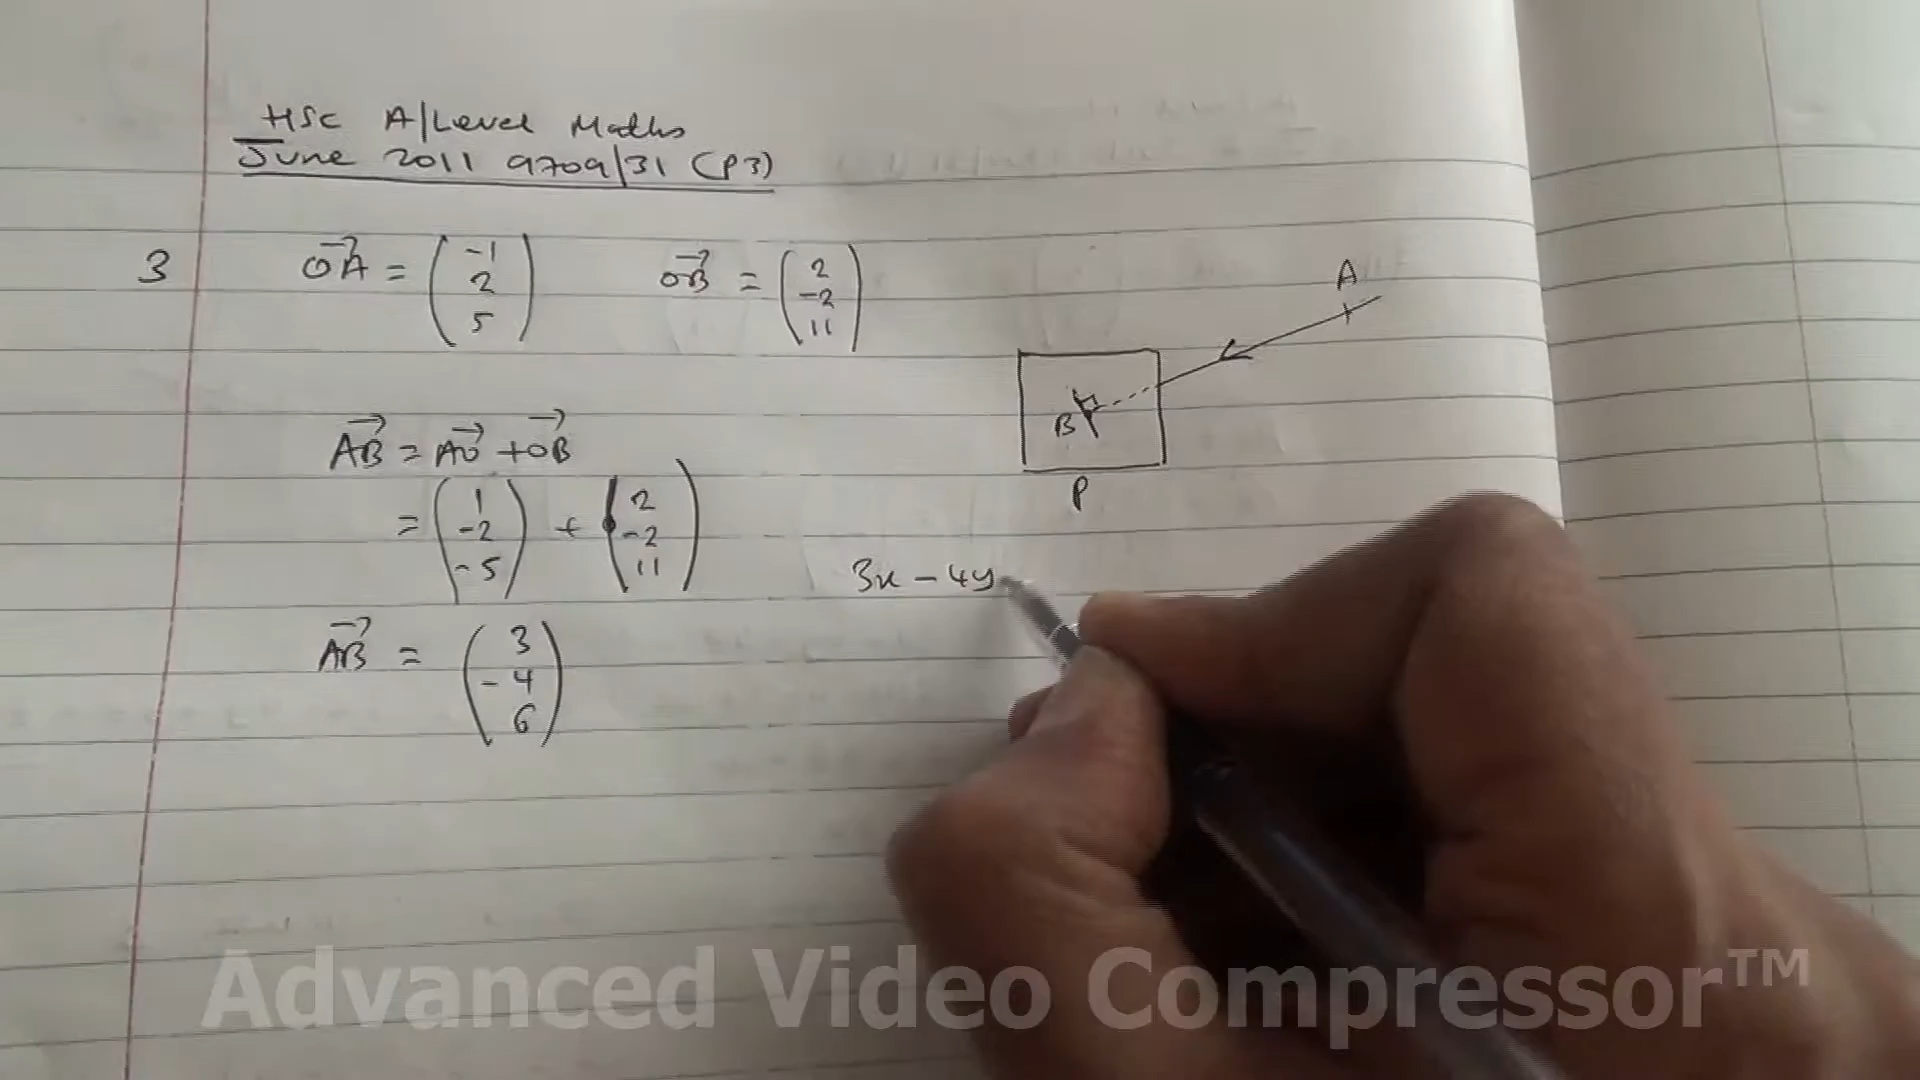 HSC A/Level Maths
June 2011 9709/31 (P3)
3 OA = (-1 2 5) OB = (2 -2 11)
A
B
P
AB = AO + OB
= (1 -2 -5) + (2 -2 11)
3x - 4y
AB = (3 -4 6)
Advanced Video Compressor™